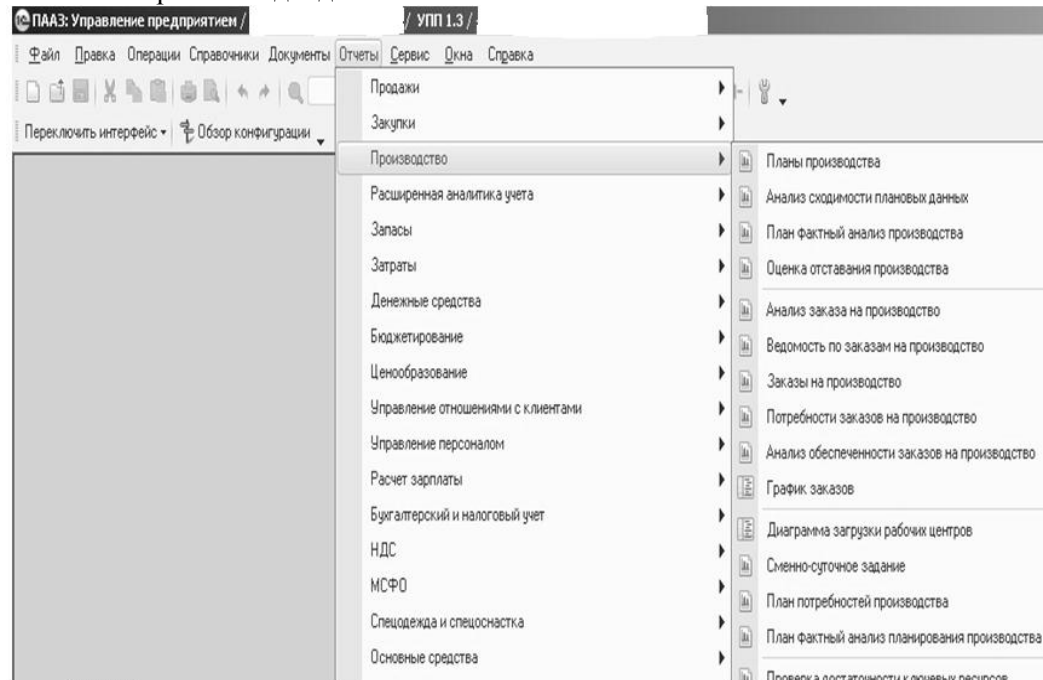 ПААЗ: Управление предприятием / / УПП 1.3 /
Файл Правка Операции Справочники Документы Отчеты Сервис Окна Справка
Переключить интерфейс Обзор конфигурации
Продажи
Закупки
Производство
Расширенная аналитика учета
Запасы
Затраты
Денежные средства
Бюджетирование
Ценообразование
Управление отношениями с клиентами
Управление персоналом
Расчет зарплаты
Бухгалтерский и налоговый учет
НДС
МСФО
Спецодежда и спецоснастка
Основные средства
Планы производства
Анализ сходимости плановых данных
План фактный анализ производства
Оценка отставания производства
Анализ заказа на производство
Ведомость по заказам на производство
Заказы на производство
Потребности заказов на производство
Анализ обеспеченности заказов на производство
График заказов
Диаграмма загрузки рабочих центров
Сменно-суточное задание
План потребностей производства
План фактный анализ планирования производства
Проверка достаточности ключевых ресурсов